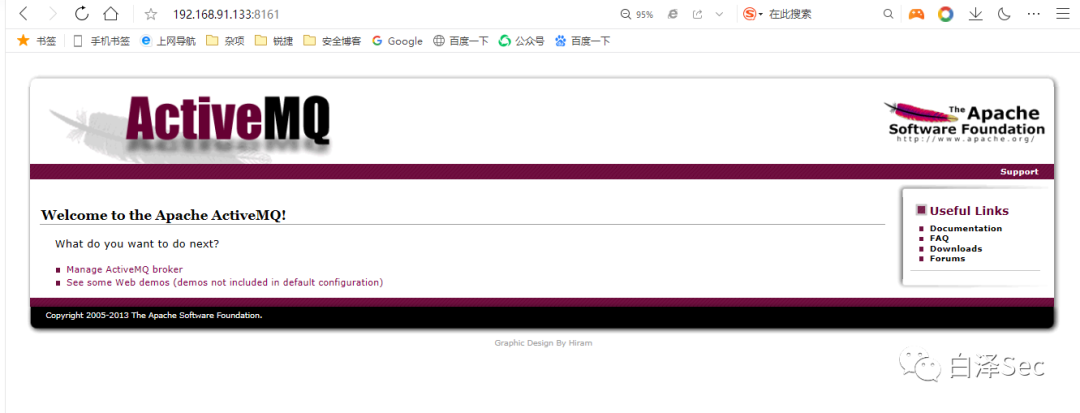 192.168.91.133:8161
95%
在此搜索
书签
手机书签
上网导航
杂项
锐捷
安全博客
Google
百度一下
公众号
百度一下
ActiveMQ
The Apache
Software Foundation
http://www.apache.org/
Support
Welcome to the Apache ActiveMQ!
What do you want to do next?
Manage ActiveMQ broker
See some Web demos (demos not included in default configuration)
Useful Links
Documentation
FAQ
Downloads
Forums
Copyright 2005-2013 The Apache Software Foundation.
Graphic Design By Hiram
白泽Sec